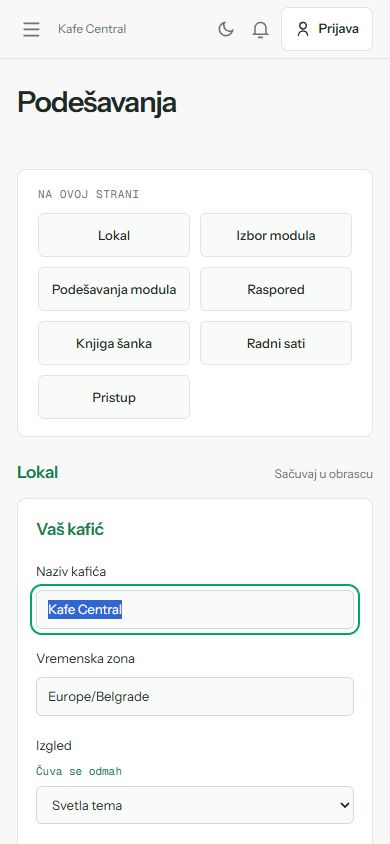 Kafe Central
Prijava
Podešavanja
NA OVOJ STRANI
Lokal
Izbor modula
Podešavanja modula
Raspored
Knjiga šanka
Radni sati
Pristup
Lokal
Sačuvaj u obrascu
Vaš kafić
Naziv kafića
Kafe Central
Vremenska zona
Europe/Belgrade
Izgled
Čuva se odmah
Svetla tema